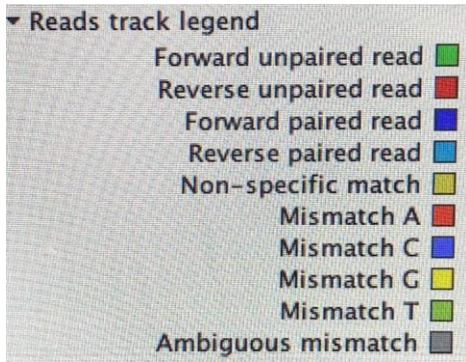 Reads track legend
Forward unpaired read
Reverse unpaired read
Forward paired read
Reverse paired read
Non-specific match
Mismatch A
Mismatch C
Mismatch G
Mismatch T
Ambiguous mismatch